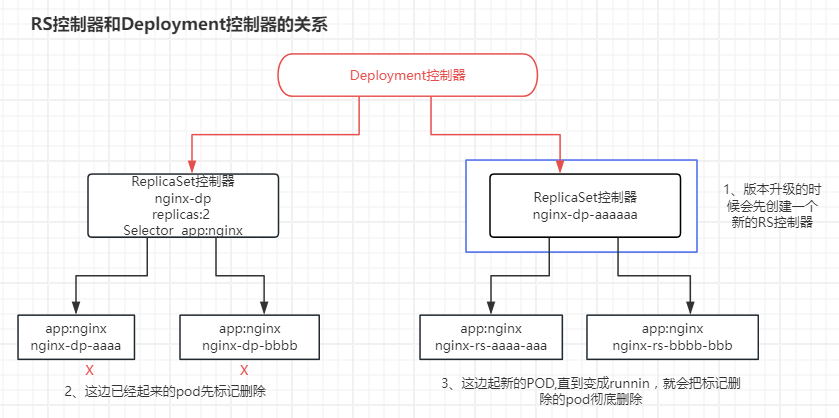 RS控制器和Deployment控制器的关系
Deployment控制器
ReplicaSet控制器
nginx-dp
replicas:2
Selector app:nginx
ReplicaSet控制器
nginx-dp-aaaaaa
1、版本升级的时
候会先创建一个
新的RS控制器
app:nginx
nginx-dp-aaaa
app:nginx
nginx-dp-bbbb
app:nginx
nginx-rs-aaaa-aaa
app:nginx
nginx-rs-bbbb-bbb
X
X
2、这边已经起来的pod先标记删除
3、这边起新的POD,直到变成runnin，就会把标记删
除的pod彻底删除